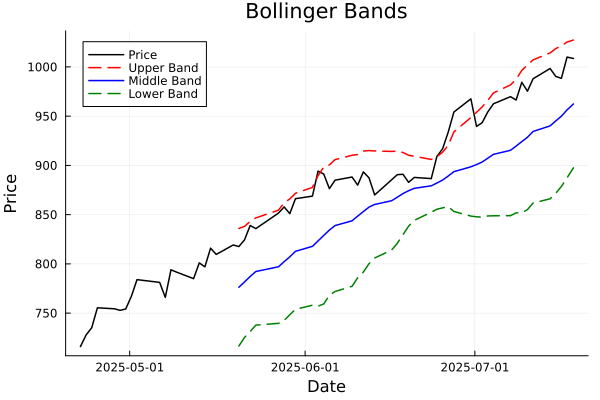 Bollinger Bands
Price
Upper Band
Middle Band
Lower Band
Price
1000
950
900
850
800
750
2025-05-01
2025-06-01
2025-07-01
Date